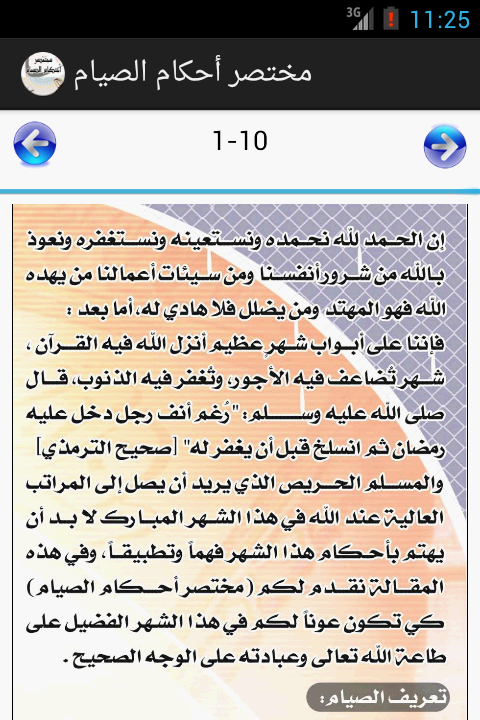 3G
11:25
مختصر أحكام الصيام
1-10
إن الحمد لله نحمده ونستعينه ونستغفره ونعوذ
بالله من شرور أنفسنا ومن سيئات أعمالنا من يهده
الله فهو المهتد ومن يضلل فلا هادي له، أما بعد :
فإننا على أبواب شهرٍ عظيم أنزل الله فيه القرآن ،
شهر تُضاعف فيه الأجور، وتُغفر فيه الذنوب، قال
صلى الله عليه وسلم: "رُغم أنف رجل دخل عليه
رمضان ثم انسلخ قبل أن يغفر له" [صحيح الترمذي]
والمسلم الحريص الذي يريد أن يصل إلى المراتب
العالية عند الله في هذا الشهر المبارك لا بد أن
يهتم بأحكام هذا الشهر فهماً وتطبيقاً، وفي هذه
المقالة نقدم لكم (مختصر أحكام الصيام)
كي تكون عوناً لكم في هذا الشهر الفضيل على
طاعة الله تعالى وعبادته على الوجه الصحيح .
تعريف الصيام: